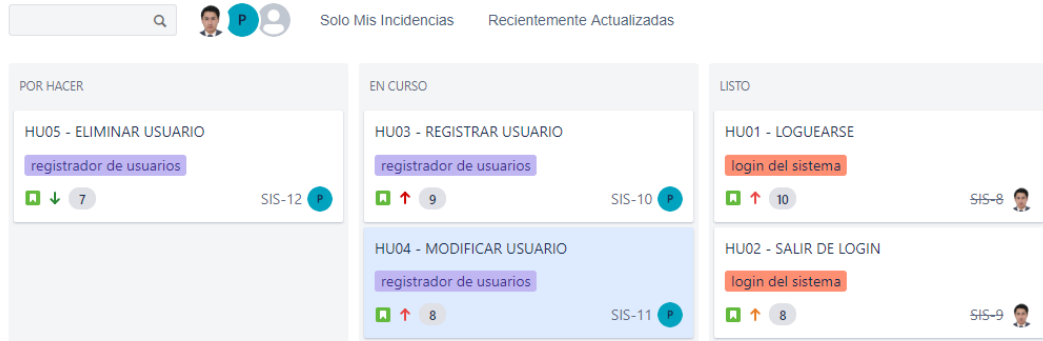 P
Solo Mis Incidencias
Recientemente Actualizadas
POR HACER
HU05 - ELIMINAR USUARIO
registrador de usuarios
7 SIS-12 P
EN CURSO
HU03 - REGISTRAR USUARIO
registrador de usuarios
9 SIS-10 P
HU04 - MODIFICAR USUARIO
registrador de usuarios
8 SIS-11 P
LISTO
HU01 - LOGUEARSE
login del sistema
10 SIS-8
HU02 - SALIR DE LOGIN
login del sistema
8 SIS-9